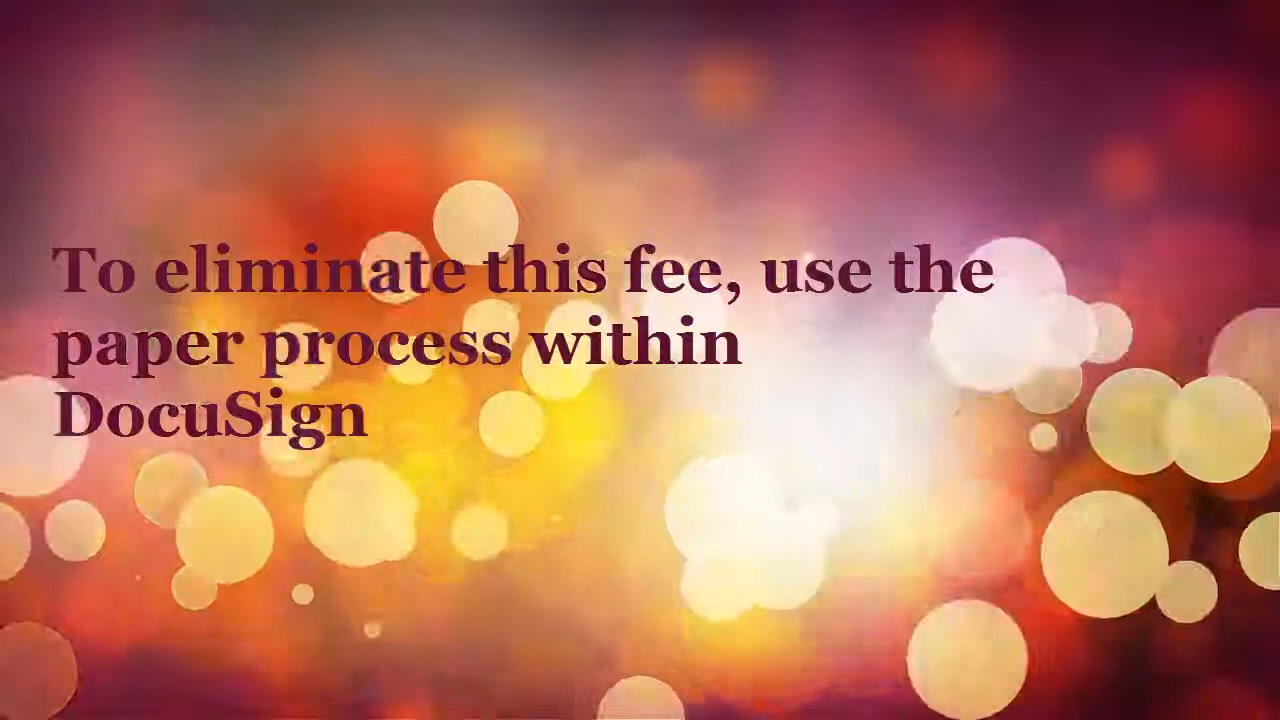 To eliminate this fee, use the
paper process within
DocuSign